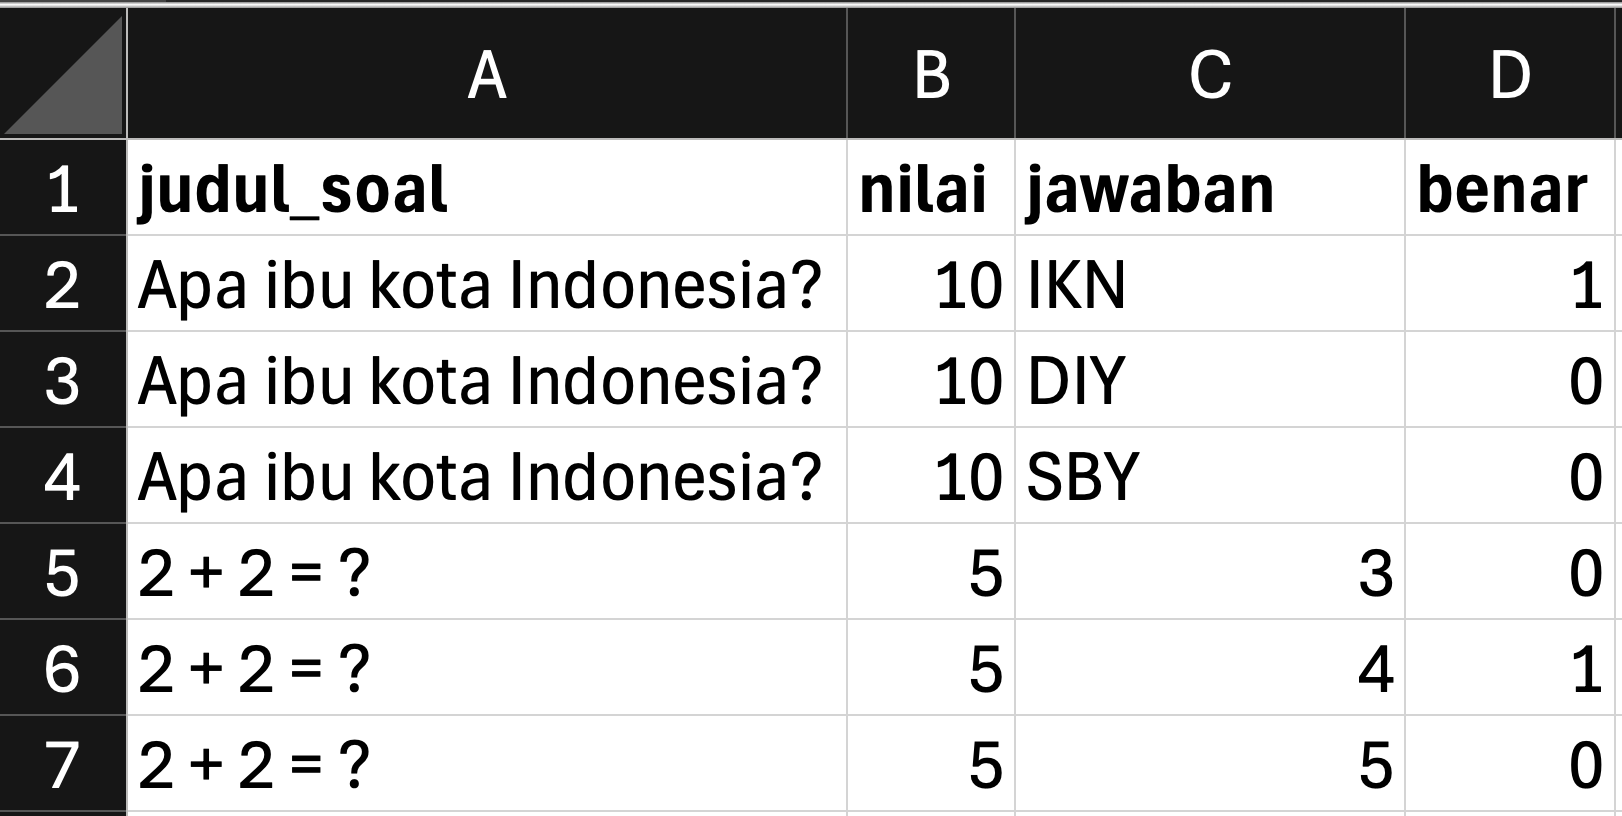 A B C D
1 judul_soal nilai jawaban benar
2 Apa ibu kota Indonesia? 10 IKN 1
3 Apa ibu kota Indonesia? 10 DIY 0
4 Apa ibu kota Indonesia? 10 SBY 0
5 2 + 2 = ? 5 3 0
6 2 + 2 = ? 5 4 1
7 2 + 2 = ? 5 5 0